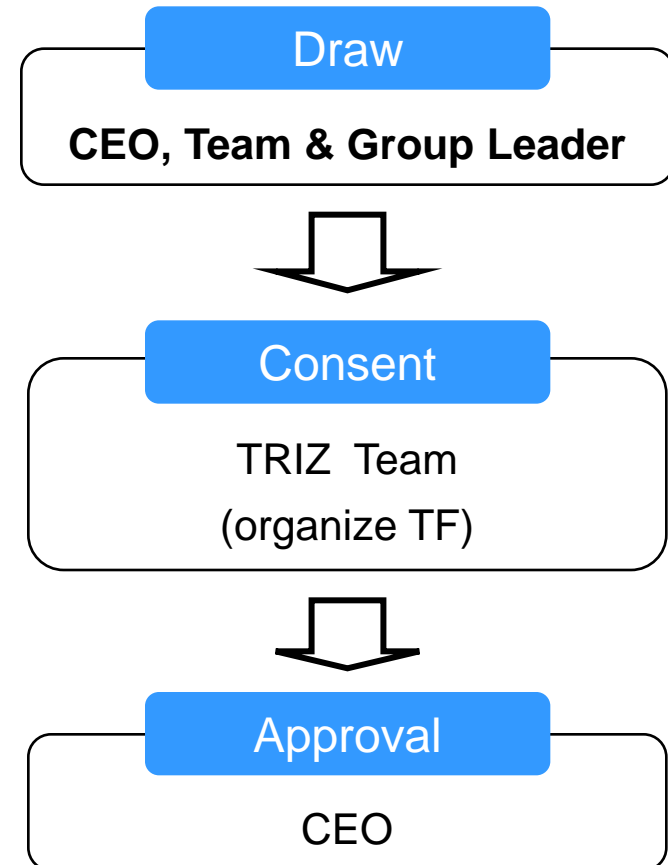 Draw
CEO, Team & Group Leader
Consent
TRIZ Team
(organize TF)
Approval
CEO